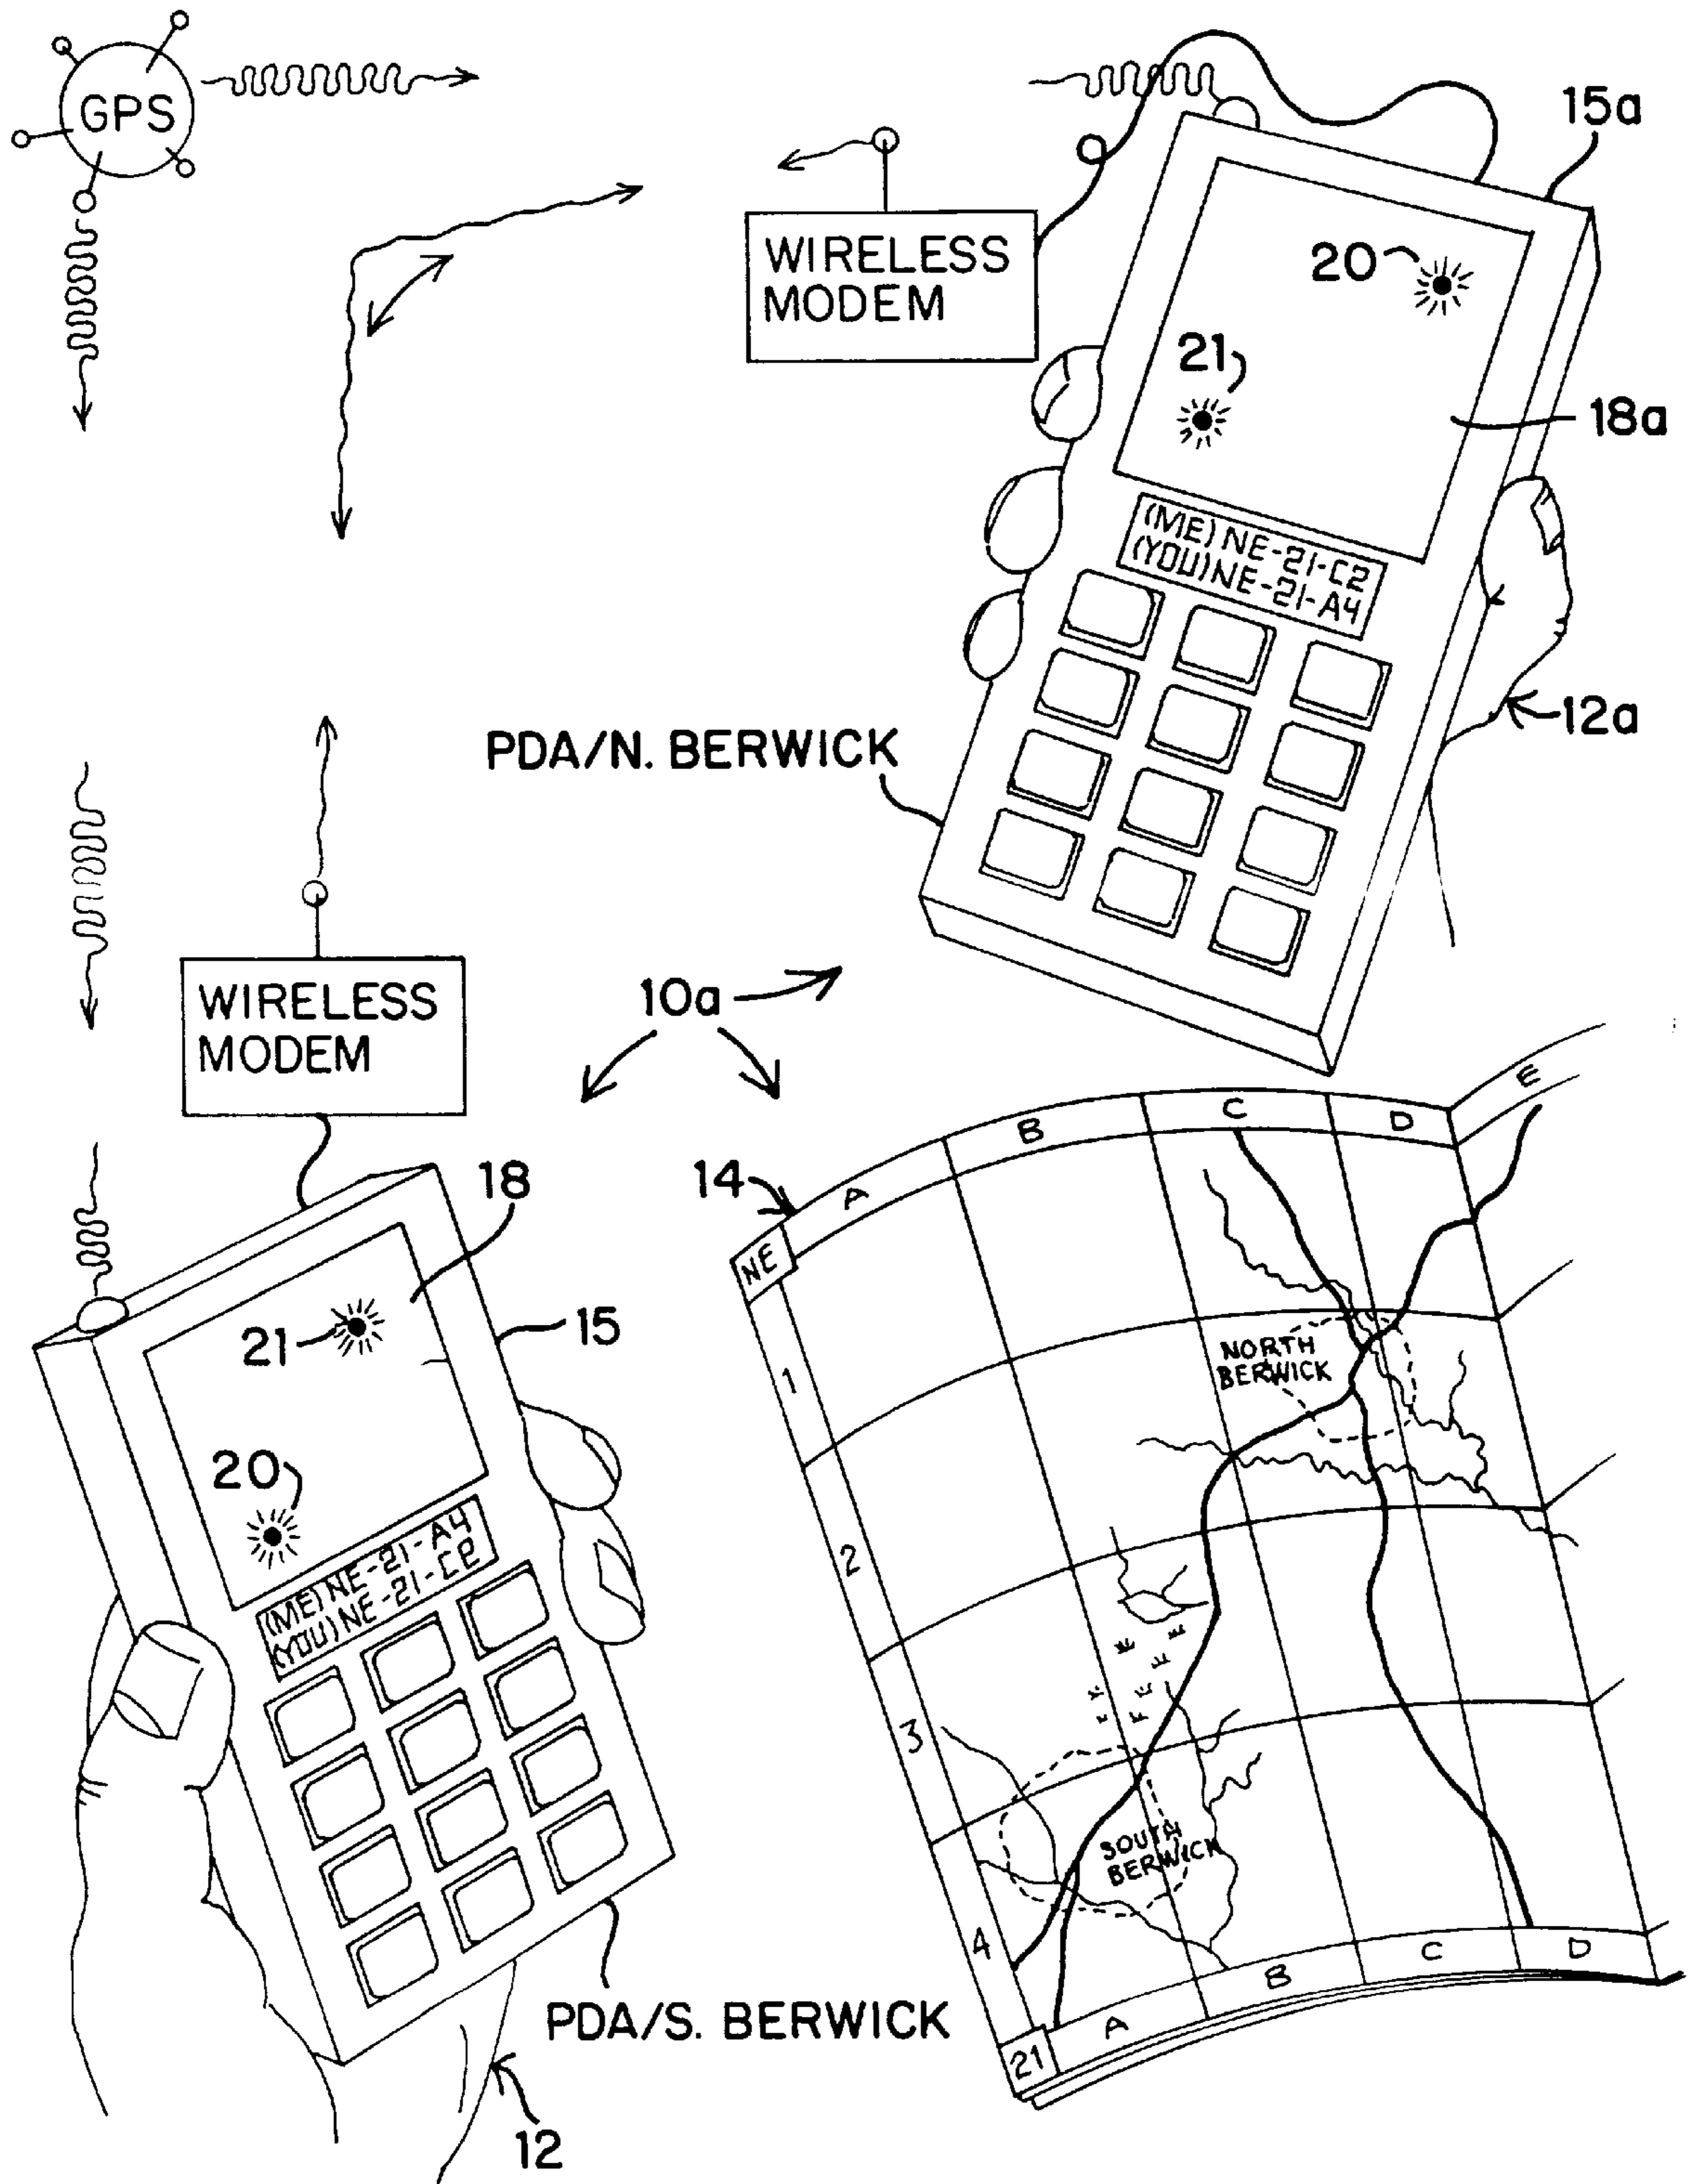 GPS
15a
WIRELESS
MODEM
20
21
18a
(ME) NE-21-C2
(YOU) NE-21-A4
12a
PDA/N. BERWICK
WIRELESS
MODEM
10a
18
21
15
20
(ME) NE-21-A4
(YOU) NE-21-C2
PDA/S. BERWICK
12
14
NE
A
B
C
D
E
1
2
3
4
NORTH
BERWICK
SOUTH
BERWICK
21
A
B
C
D